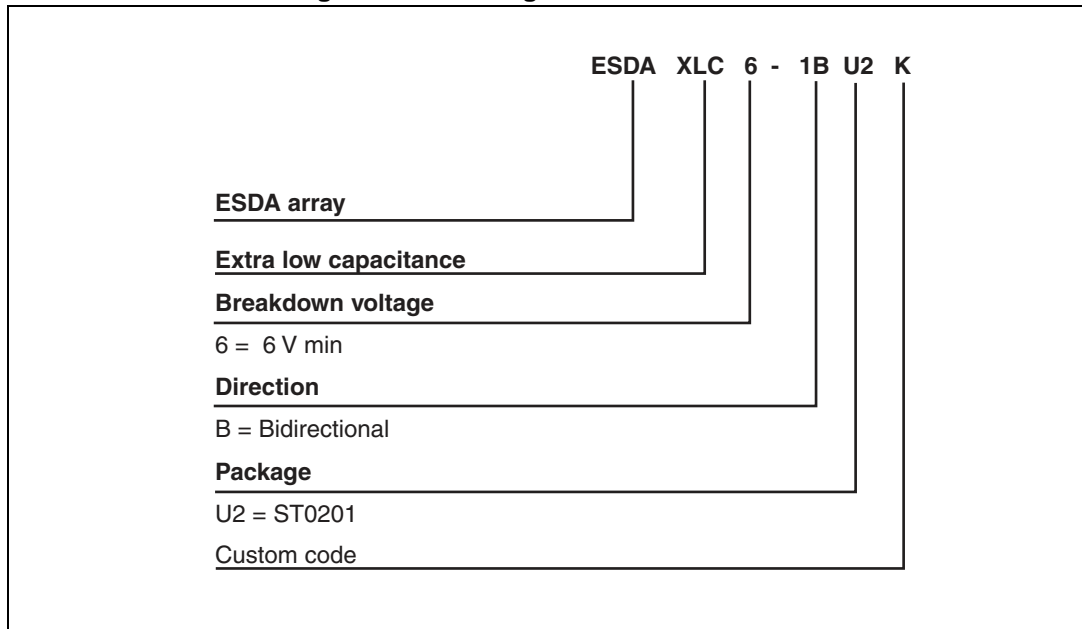 ESDA XLC 6 - 1B U2 K
ESDA array
Extra low capacitance
Breakdown voltage
6 = 6 V min
Direction
B = Bidirectional
Package
U2 = ST0201
Custom code